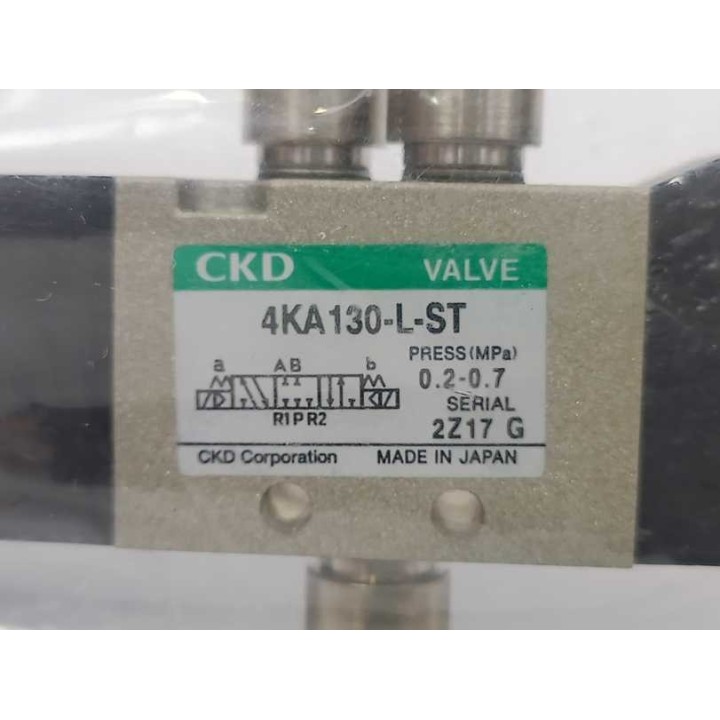 CKD VALVE
4KA130-L-ST
a AB b PRESS(MPa)
0.2-0.7
R1PR2 SERIAL
2Z17 G
CKD Corporation MADE IN JAPAN